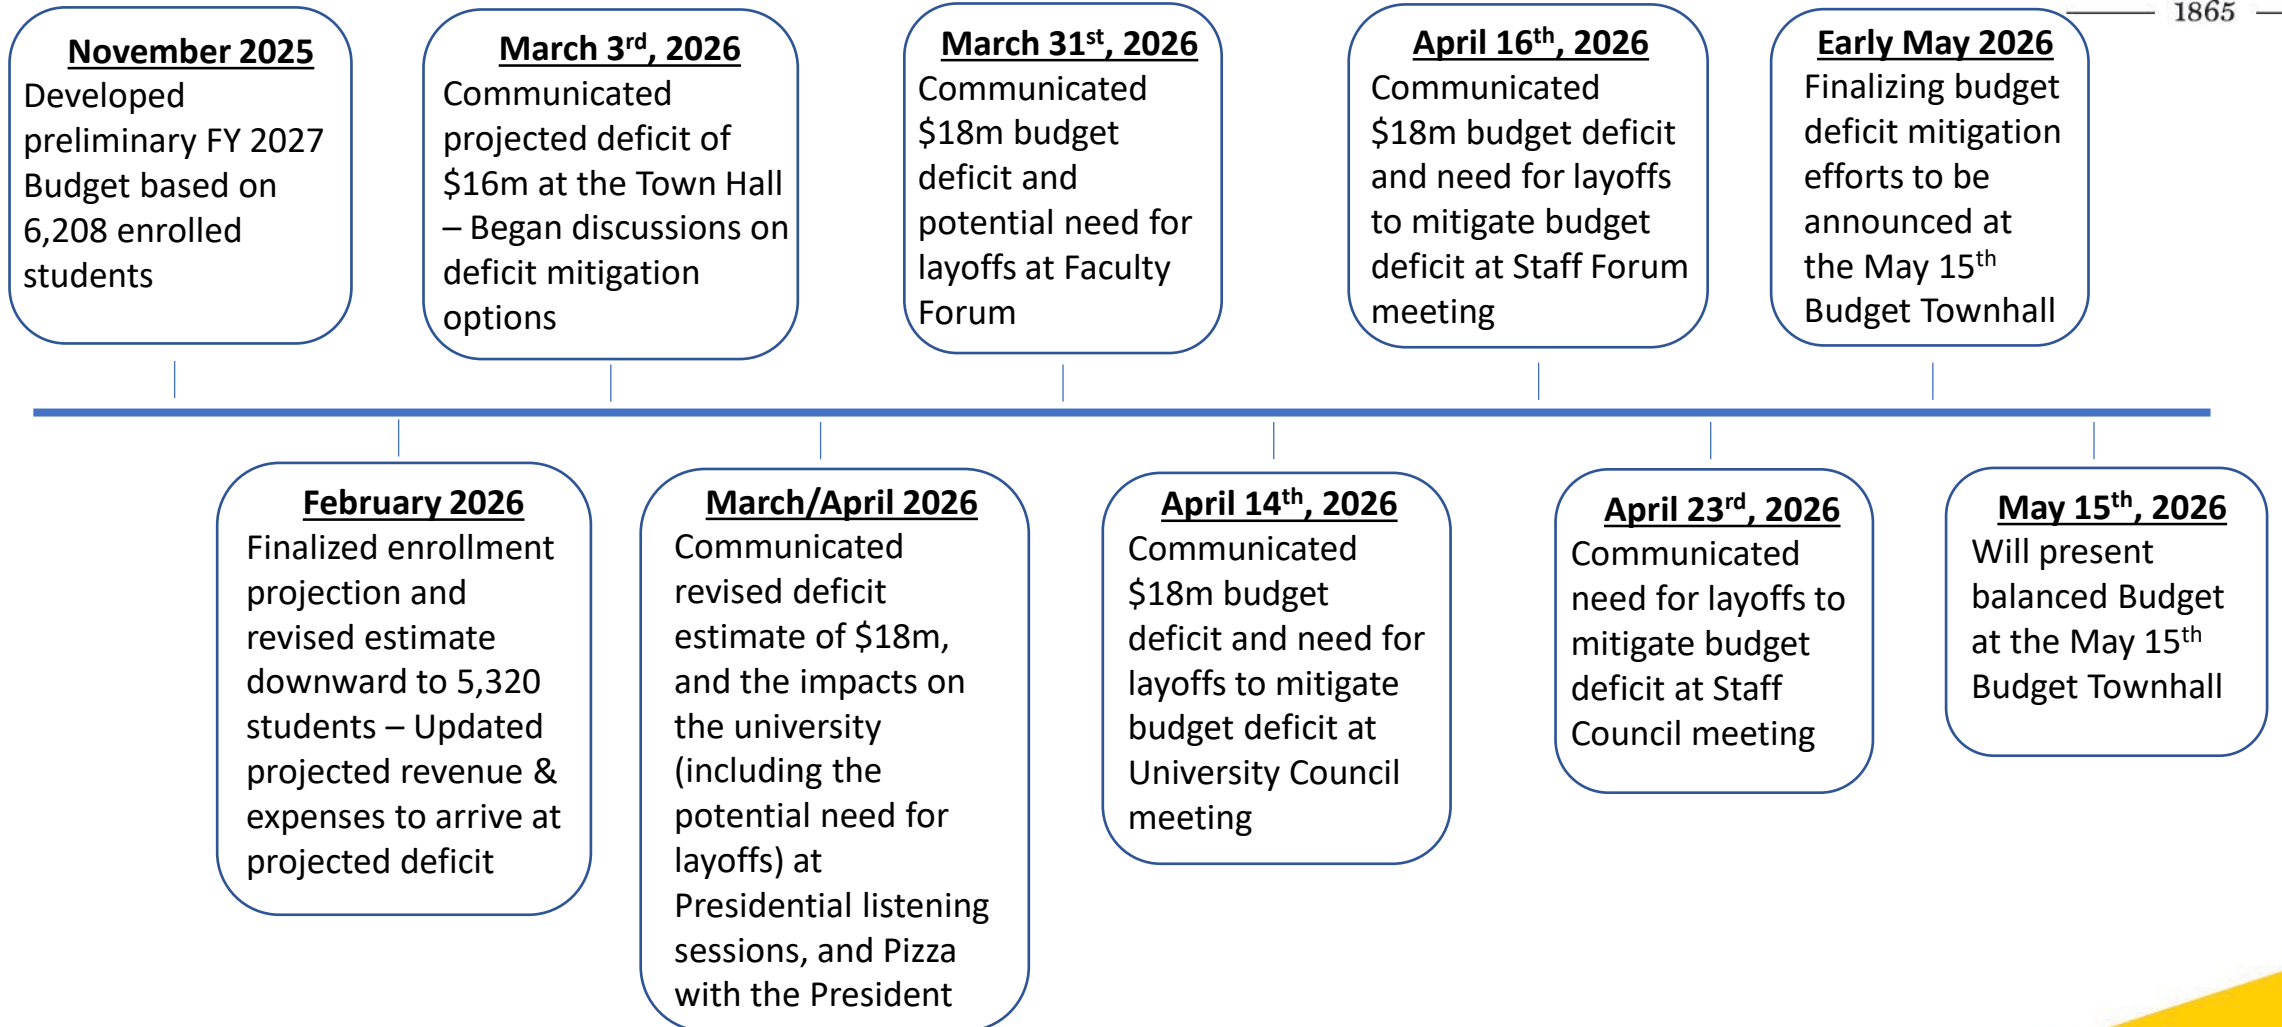 1865
November 2025
Developed
preliminary FY 2027
Budget based on
6,208 enrolled
students
March 3rd, 2026
Communicated
projected deficit of
$16m at the Town Hall
– Began discussions on
deficit mitigation
options
March 31st, 2026
Communicated
$18m budget
deficit and
potential need for
layoffs at Faculty
Forum
April 16th, 2026
Communicated
$18m budget deficit
and need for layoffs
to mitigate budget
deficit at Staff Forum
meeting
Early May 2026
Finalizing budget
deficit mitigation
efforts to be
announced at
the May 15th
Budget Townhall
February 2026
Finalized enrollment
projection and
revised estimate
downward to 5,320
students – Updated
projected revenue &
expenses to arrive at
projected deficit
March/April 2026
Communicated
revised deficit
estimate of $18m,
and the impacts on
the university
(including the
potential need for
layoffs) at
Presidential listening
sessions, and Pizza
with the President
April 14th, 2026
Communicated
$18m budget
deficit and need for
layoffs to mitigate
budget deficit at
University Council
meeting
April 23rd, 2026
Communicated
need for layoffs to
mitigate budget
deficit at Staff
Council meeting
May 15th, 2026
Will present
balanced Budget
at the May 15th
Budget Townhall